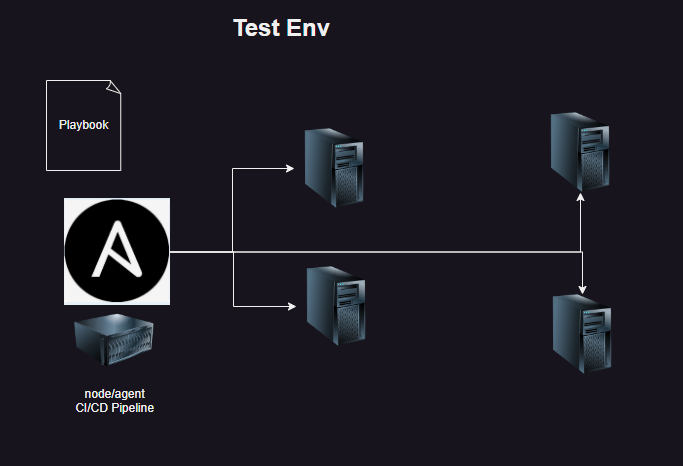 Test Env
Playbook
node/agent
CI/CD Pipeline